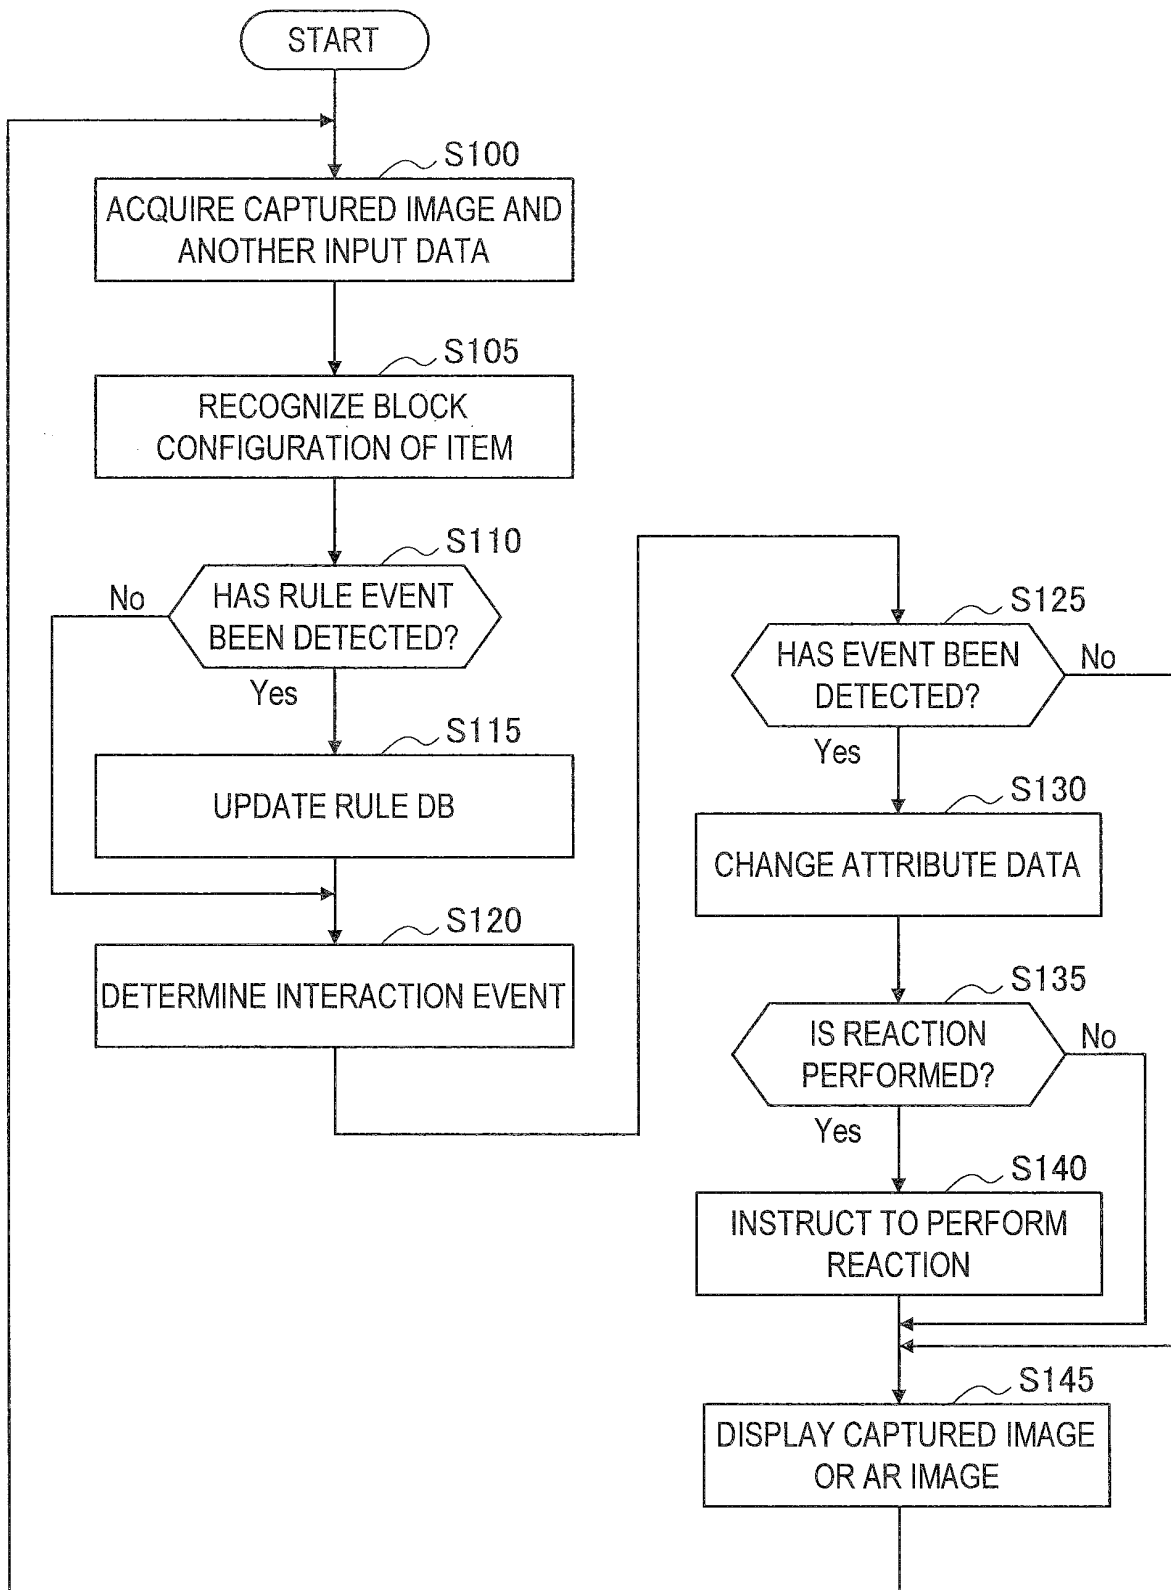 START
S100
ACQUIRE CAPTURED IMAGE AND
ANOTHER INPUT DATA
S105
RECOGNIZE BLOCK
CONFIGURATION OF ITEM
S110
HAS RULE EVENT
BEEN DETECTED?
No
Yes
S115
UPDATE RULE DB
S120
DETERMINE INTERACTION EVENT
S125
HAS EVENT BEEN
DETECTED?
No
Yes
S130
CHANGE ATTRIBUTE DATA
S135
IS REACTION
PERFORMED?
No
Yes
S140
INSTRUCT TO PERFORM
REACTION
S145
DISPLAY CAPTURED IMAGE
OR AR IMAGE